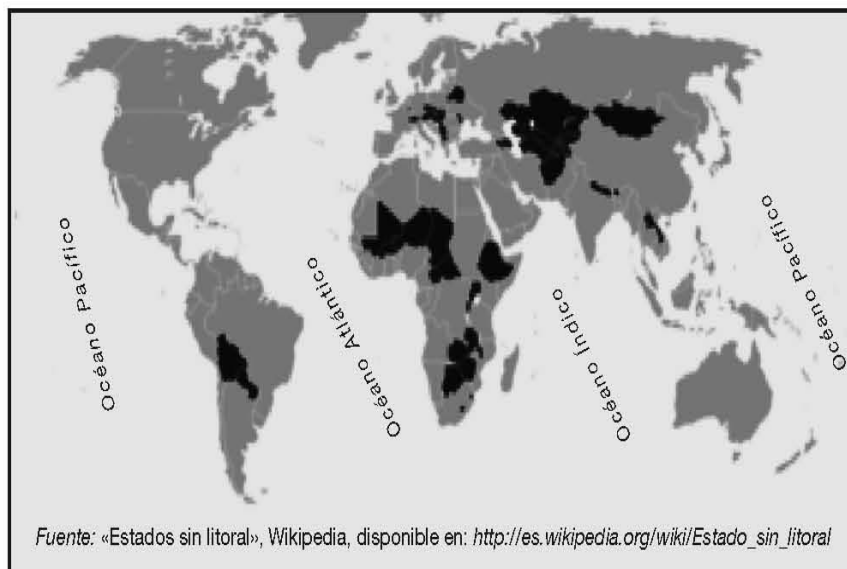 Océano Pacífico
Océano Atlántico
Océano Índico
Océano Pacífico
Fuente: «Estados sin litoral», Wikipedia, disponible en: http://es.wikipedia.org/wiki/Estado_sin_litoral